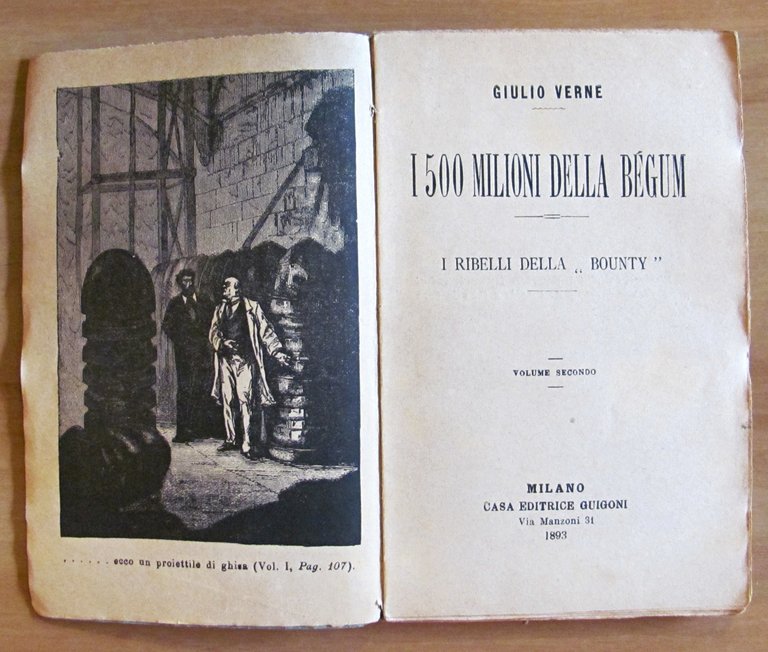 . . . . . . ecco un proiettile di ghisa (Vol. I, Pag. 107).
GIULIO VERNE
I 500 MILIONI DELLA BÉGUM
I RIBELLI DELLA „ BOUNTY "
VOLUME SECONDO
MILANO
CASA EDITRICE GUIGONI
Via Manzoni 31
1893